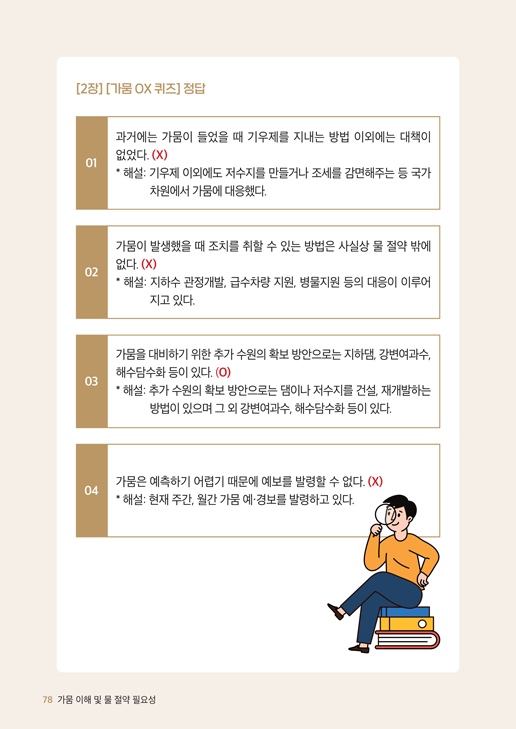 [2장] [가뭄 OX 퀴즈] 정답
01
과거에는 가뭄이 들었을 때 기우제를 지내는 방법 이외에는 대책이
없었다. (X)
* 해설: 기우제 이외에도 저수지를 만들거나 조세를 감면해주는 등 국가
차원에서 가뭄에 대응했다.
02
가뭄이 발생했을 때 조치를 취할 수 있는 방법은 사실상 물 절약 밖에
없다. (X)
* 해설: 지하수 관정개발, 급수차량 지원, 병물지원 등의 대응이 이루어
지고 있다.
03
가뭄을 대비하기 위한 추가 수원의 확보 방안으로는 지하댐, 강변여과수,
해수담수화 등이 있다. (O)
* 해설: 추가 수원의 확보 방안으로는 댐이나 저수지를 건설, 재개발하는
방법이 있으며 그 외 강변여과수, 해수담수화 등이 있다.
04
가뭄은 예측하기 어렵기 때문에 예보를 발령할 수 없다. (X)
* 해설: 현재 주간, 월간 가뭄 예·경보를 발령하고 있다.
78 가뭄 이해 및 물 절약 필요성